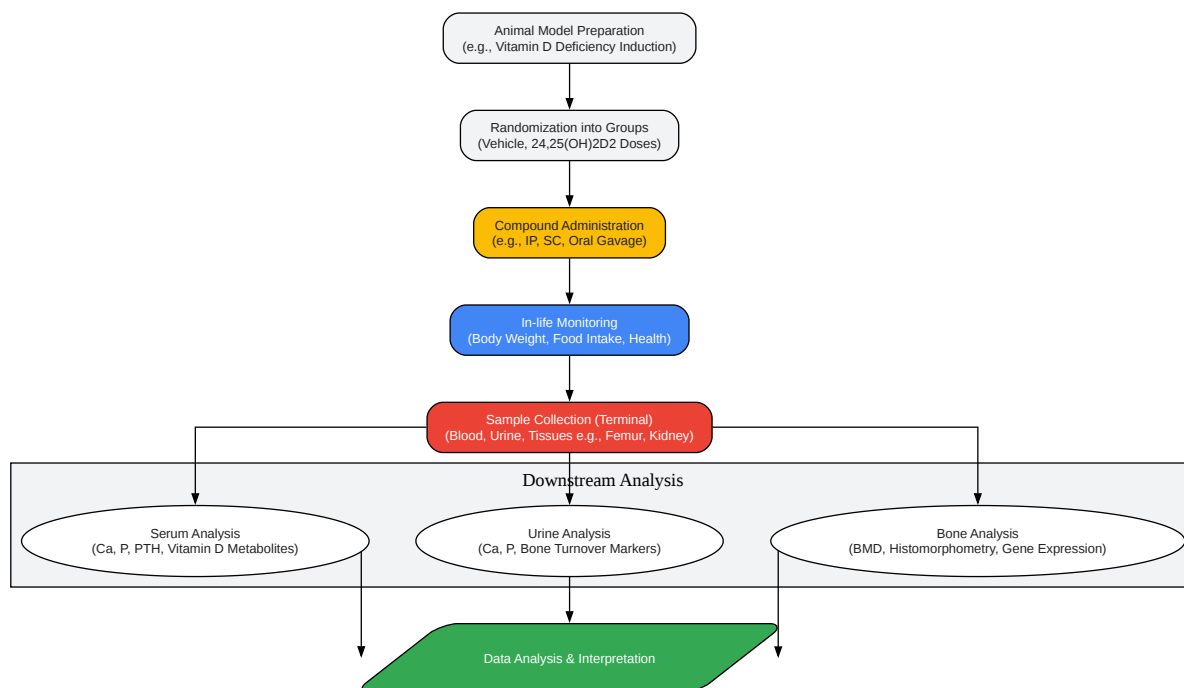 Animal Model Preparation
(e.g., Vitamin D Deficiency Induction)
Randomization into Groups
(Vehicle, 24,25(OH)2D2 Doses)
Compound Administration
(e.g., IP, SC, Oral Gavage)
In-life Monitoring
(Body Weight, Food Intake, Health)
Sample Collection (Terminal)
(Blood, Urine, Tissues e.g., Femur, Kidney)
Downstream Analysis
Serum Analysis
(Ca, P, PTH, Vitamin D Metabolites)
Urine Analysis
(Ca, P, Bone Turnover Markers)
Bone Analysis
(BMD, Histomorphometry, Gene Expression)
Data Analysis & Interpretation